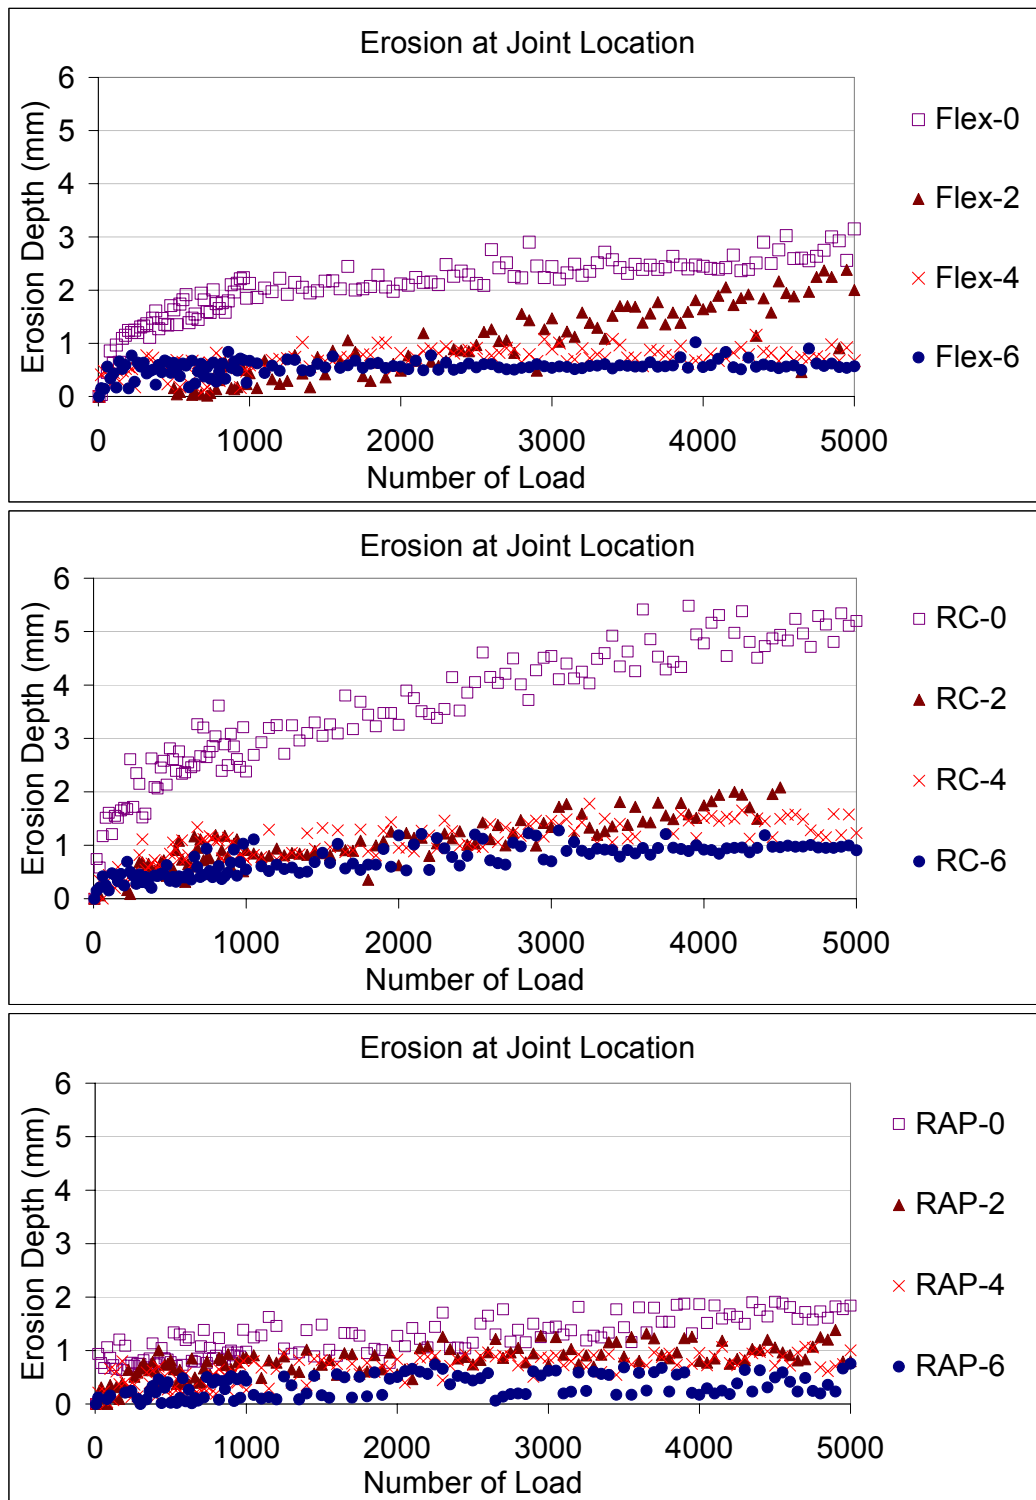 Erosion at Joint Location
Erosion Depth (mm)
6
5
4
3
2
1
0
0 1000 2000 3000 4000 5000
Number of Load
Flex-0
Flex-2
Flex-4
Flex-6
Erosion at Joint Location
Erosion Depth (mm)
6
5
4
3
2
1
0
0 1000 2000 3000 4000 5000
Number of Load
RC-0
RC-2
RC-4
RC-6
Erosion at Joint Location
Erosion Depth (mm)
6
5
4
3
2
1
0
0 1000 2000 3000 4000 5000
Number of Load
RAP-0
RAP-2
RAP-4
RAP-6